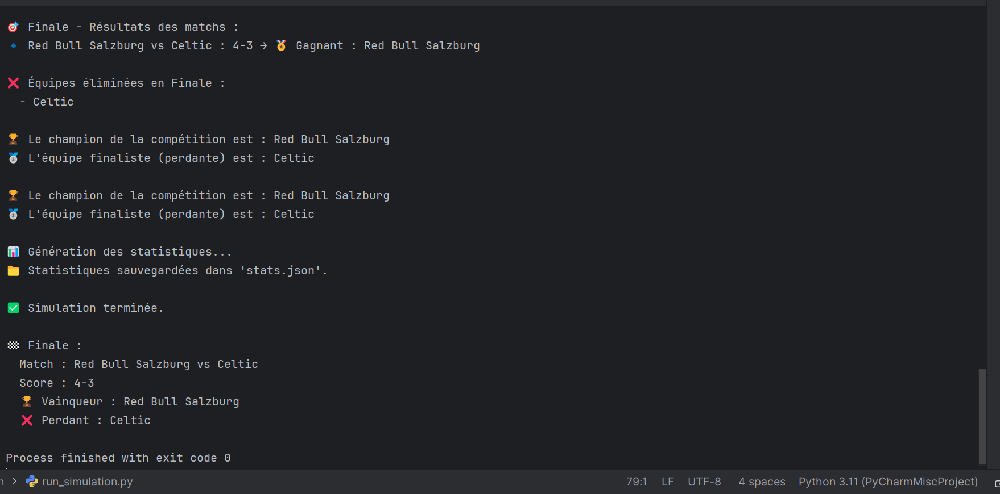 🎯 Finale - Résultats des matchs :
🔹 Red Bull Salzburg vs Celtic : 4-3 → 🏅 Gagnant : Red Bull Salzburg
❌ Équipes éliminées en Finale :
- Celtic
🏆 Le champion de la compétition est : Red Bull Salzburg
🥈 L'équipe finaliste (perdante) est : Celtic
🏆 Le champion de la compétition est : Red Bull Salzburg
🥈 L'équipe finaliste (perdante) est : Celtic
📊 Génération des statistiques...
📁 Statistiques sauvegardées dans 'stats.json'.
✅ Simulation terminée.
🏁 Finale :
Match : Red Bull Salzburg vs Celtic
Score : 4-3
🏆 Vainqueur : Red Bull Salzburg
❌ Perdant : Celtic
Process finished with exit code 0
> run_simulation.py 79:1 LF UTF-8 4 spaces Python 3.11 (PyCharmMiscProject)